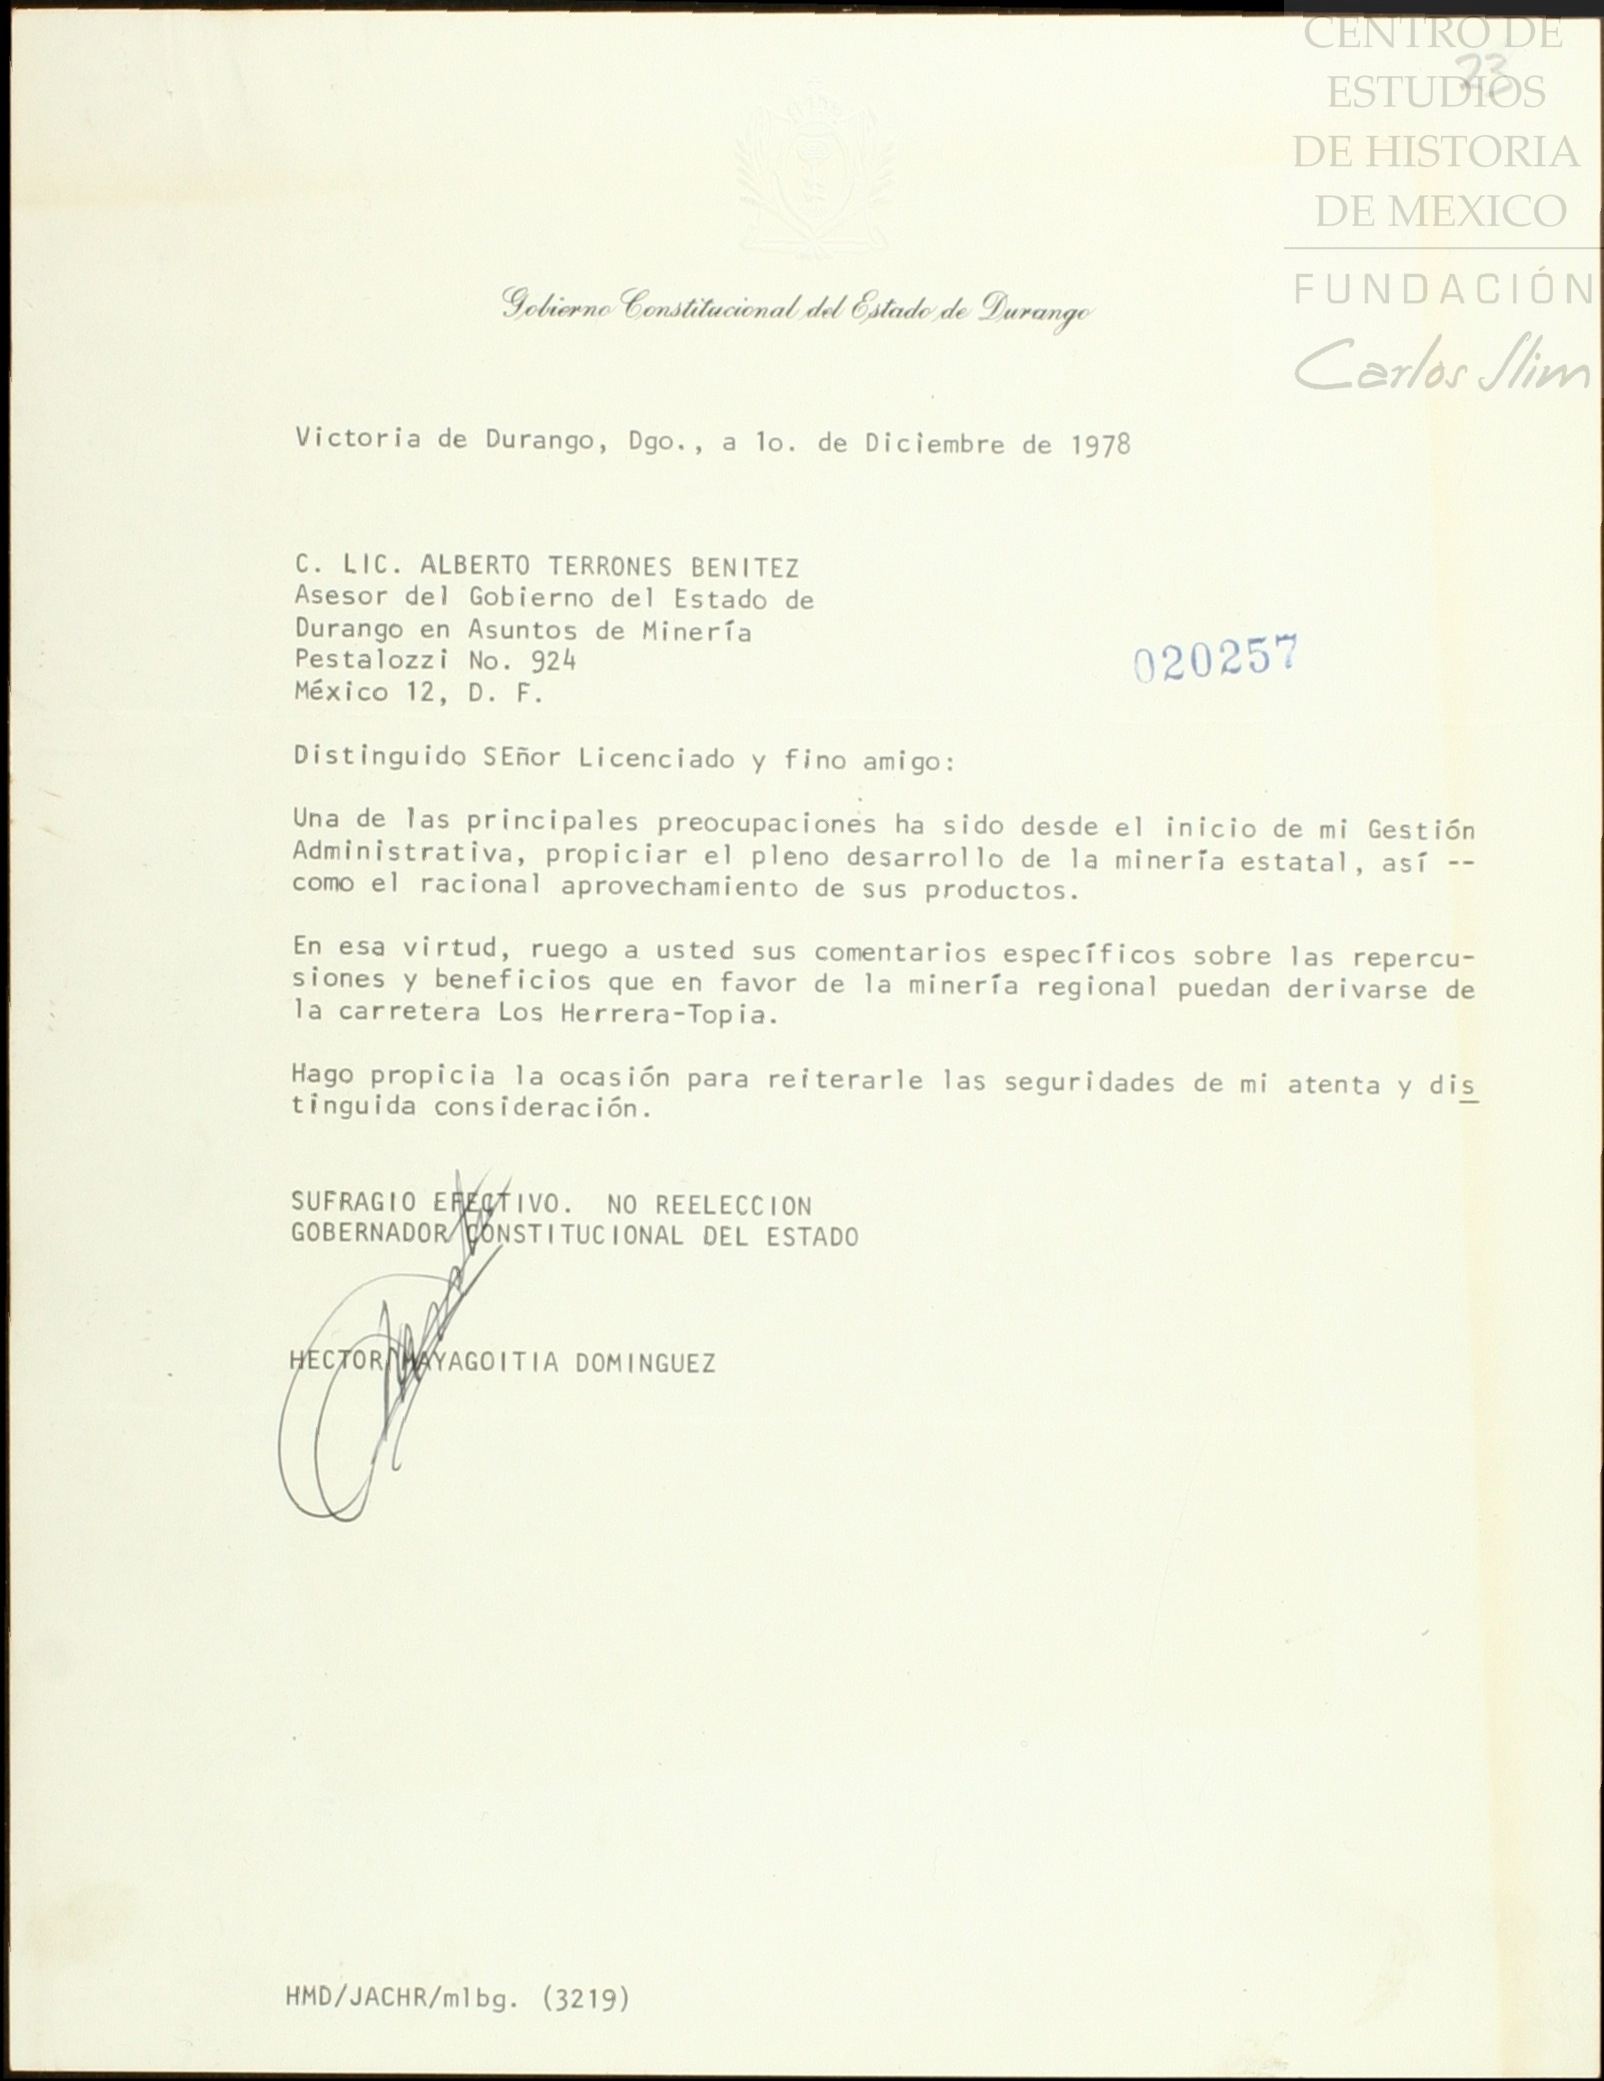 CENTRO DE
ESTUDIOS
DE HISTORIA
DE MEXICO
FUNDACIÓN
Carlos Slim
23
Gobierno Constitucional del Estado de Durango
Victoria de Durango, Dgo., a 1o. de Diciembre de 1978
C. LIC. ALBERTO TERRONES BENITEZ
Asesor del Gobierno del Estado de
Durango en Asuntos de Minería
Pestalozzi No. 924
México 12, D. F.
020257
Distinguido SEñor Licenciado y fino amigo:
Una de las principales preocupaciones ha sido desde el inicio de mi Gestión
Administrativa, propiciar el pleno desarrollo de la minería estatal, así --
como el racional aprovechamiento de sus productos.
En esa virtud, ruego a usted sus comentarios específicos sobre las repercu-
siones y beneficios que en favor de la minería regional puedan derivarse de
la carretera Los Herrera-Topia.
Hago propicia la ocasión para reiterarle las seguridades de mi atenta y dis
tinguida consideración.
SUFRAGIO EFECTIVO. NO REELECCION
GOBERNADOR CONSTITUCIONAL DEL ESTADO
HECTOR MAYAGOITIA DOMINGUEZ
HMD/JACHR/mlbg. (3219)